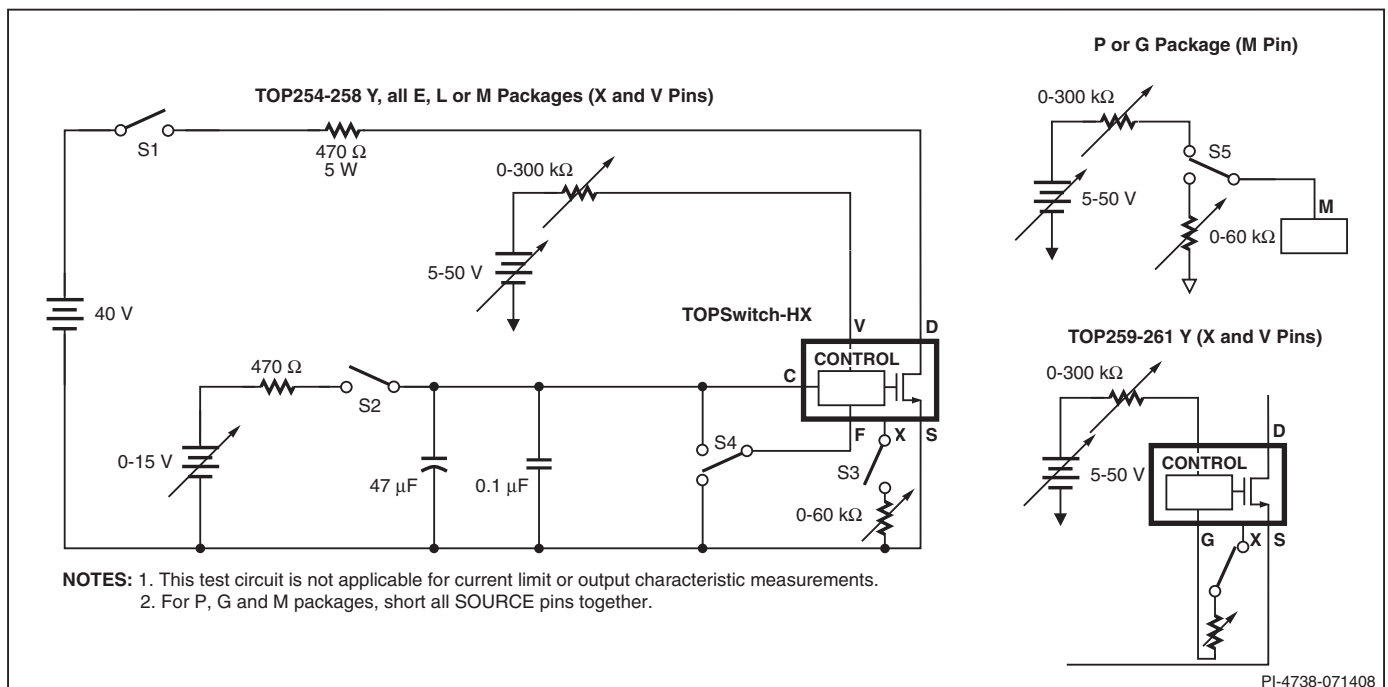 P or G Package (M Pin)
TOP254-258 Y, all E, L or M Packages (X and V Pins)
0-300 kΩ
S5
5-50 V
M
0-60 kΩ
S1
470 Ω
5 W
0-300 kΩ
5-50 V
40 V
TOPSwitch-HX
V
D
CONTROL
C
F
X
S
470 Ω
S2
0-15 V
47 μF
0.1 μF
S4
S3
0-60 kΩ
TOP259-261 Y (X and V Pins)
0-300 kΩ
5-50 V
D
CONTROL
G
X
S
NOTES: 1. This test circuit is not applicable for current limit or output characteristic measurements.
2. For P, G and M packages, short all SOURCE pins together.
PI-4738-071408